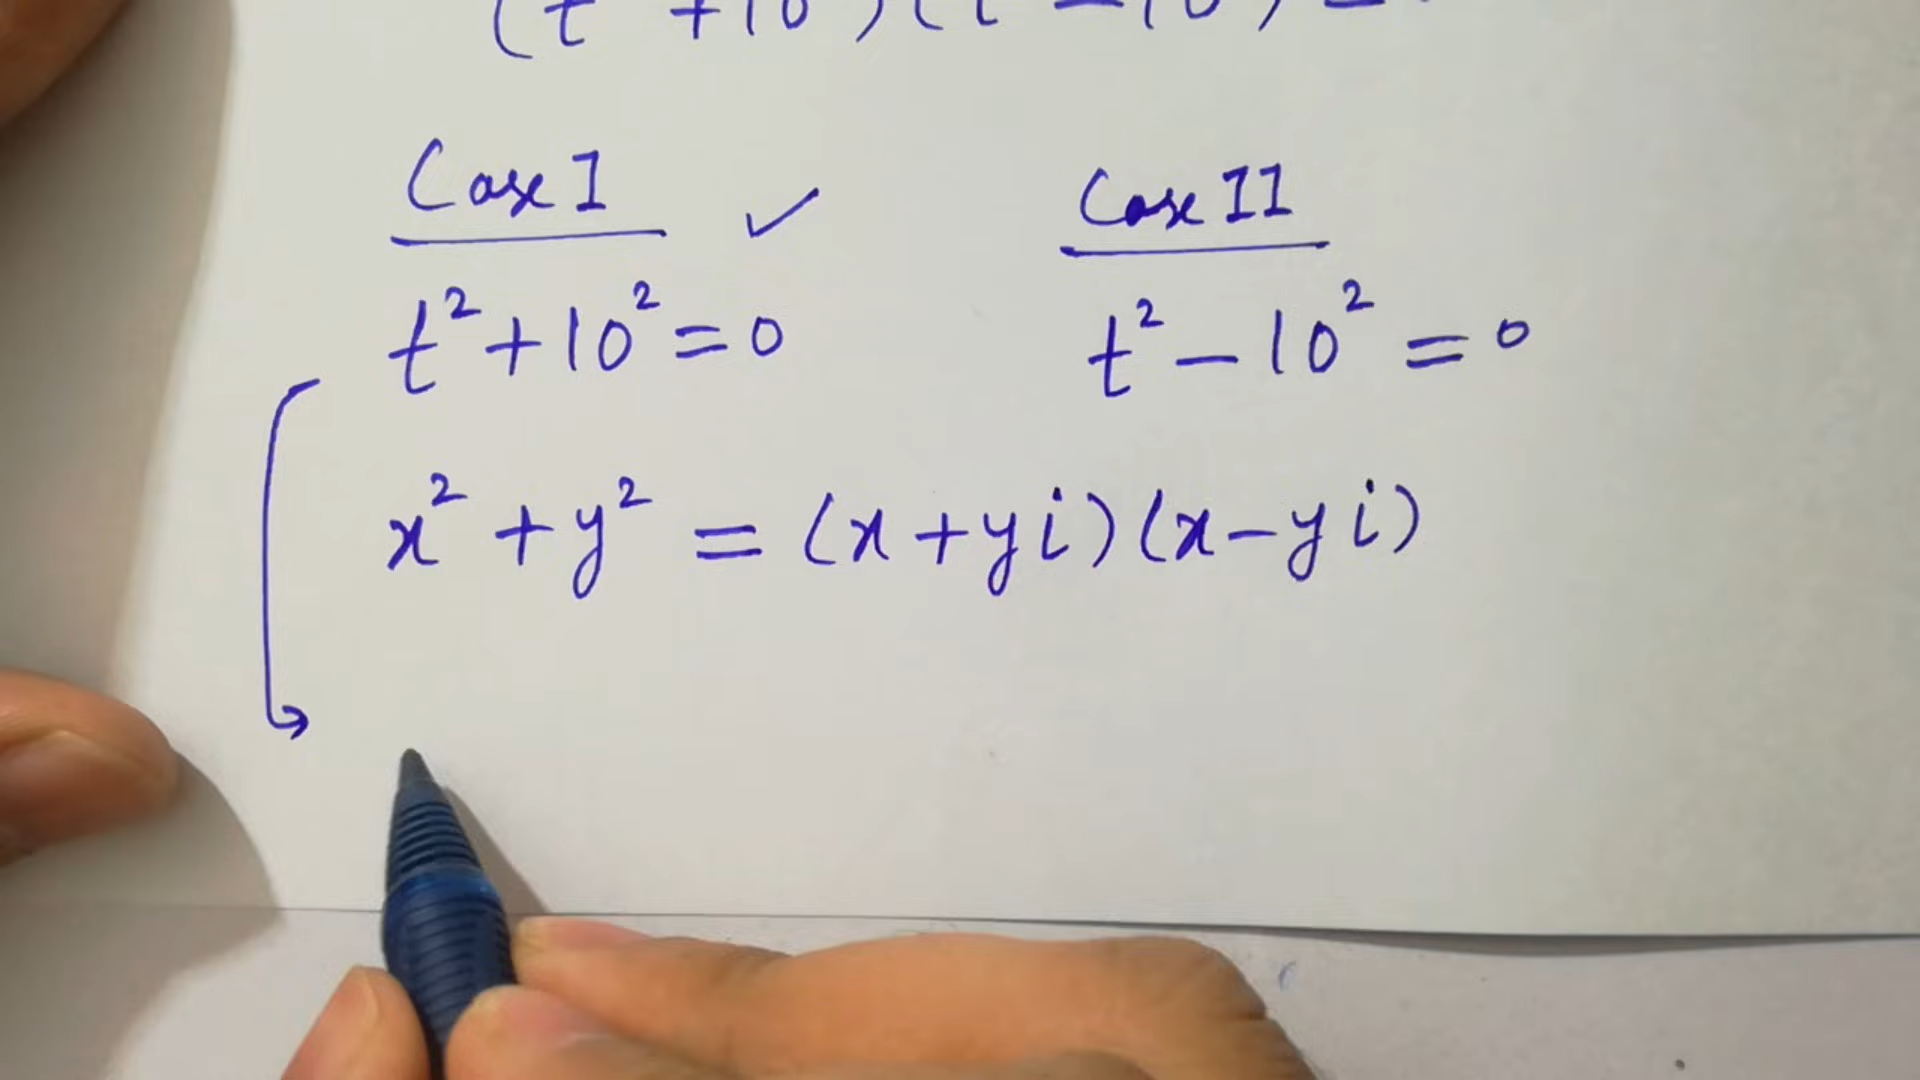 Case I ✓ Case II
t² + 10² = 0 t² - 10² = 0
x² + y² = (x + yi)(x - yi)